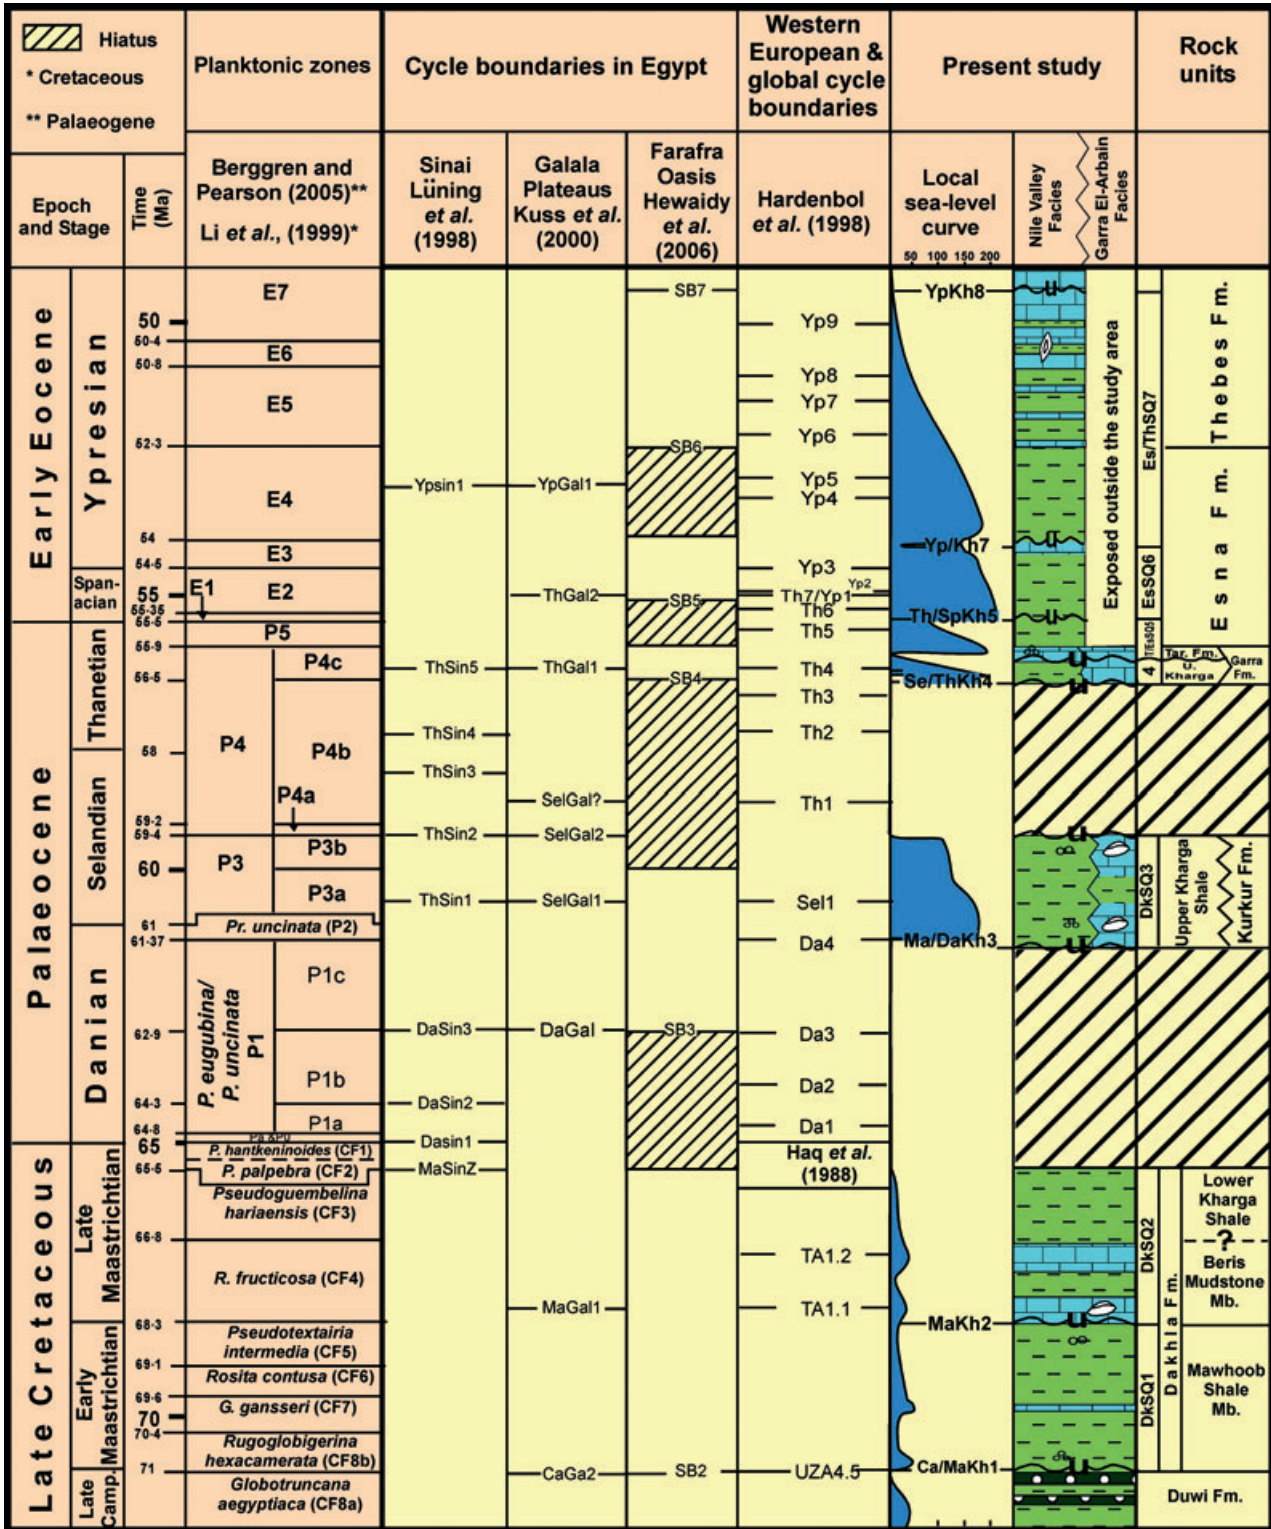 Hiatus
* Cretaceous
** Palaeogene
Planktonic zones
Cycle boundaries in Egypt
Western
European &
global cycle
boundaries
Present study
Rock
units
Epoch
and Stage
Time
(Ma)
Berggren and
Pearson (2005)**
Li et al., (1999)*
Sinai
Lüning
et al.
(1998)
Galala
Plateaus
Kuss et al.
(2000)
Farafra
Oasis
Hewaidy
et al.
(2006)
Hardenbol
et al. (1998)
Local
sea-level
curve
50 100 150 200
Nile Valley
Facies
Garra El-Arbain
Facies
Early Eocene
Palaeocene
Late Cretaceous
Ypresian
Span-
acian
Thanetian
Selandian
Danian
Late
Maastrichtian
Early
Maastrichtian
Late
Camp.
50
50-4
50-8
62-3
54
54-5
55
55-35
55-5
55-9
56-5
58
59-2
59-4
60
61
61-37
62-9
64-3
64-8
65
65-5
66-8
68-3
69-1
69-6
70
70-4
71
E7
E6
E5
E4
E3
E1
E2
P5
P4c
P4
P4b
P4a
P3
P3b
P3a
Pr. uncinata (P2)
P. eugubina/
P. uncinata
P1
P1c
P1b
P1a
Pa &P0
P. hantkeninoides (CF1)
P. palpebra (CF2)
Pseudoguembelina
hariaensis (CF3)
R. fructicosa (CF4)
Pseudotextairia
intermedia (CF5)
Rosita contusa (CF6)
G. gansseri (CF7)
Rugoglobigerina
hexacamerata (CF8b)
Globotruncana
aegyptiaca (CF8a)
Ypsin1
ThSin5
ThSin4
ThSin3
ThSin2
ThSin1
DaSin3
DaSin2
Dasin1
MaSinZ
YpGal1
ThGal2
ThGal1
SelGal?
SelGal2
SelGal1
DaGal
MaGal1
CaGa2
SB7
SB6
SB5
SB4
SB3
SB2
Yp9
Yp8
Yp7
Yp6
Yp5
Yp4
Yp3
Yp2
Th7/Yp1
Th6
Th5
Th4
Th3
Th2
Th1
Sel1
Da4
Da3
Da2
Da1
Haq et al.
(1988)
TA1.2
TA1.1
UZA4.5
YpKh8
Yp/Kh7
Th/SpKh5
Se/ThKh4
Ma/DaKh3
MaKh2
Ca/MaKh1
u
u
u
u
u
u
u
u
u
Exposed outside the study area
Es/ThSQ7
EsSQ6
T/EsSQ5
4
DkSQ3
DkSQ2
DkSQ1
Thebes Fm.
Esna Fm.
Tar. Fm.
U.
Kharga
Garra
Fm.
Upper Kharga
Shale
Kurkur Fm.
Dakhla Fm.
Lower
Kharga
Shale
?
Beris
Mudstone
Mb.
Mawhoob
Shale
Mb.
Duwi Fm.